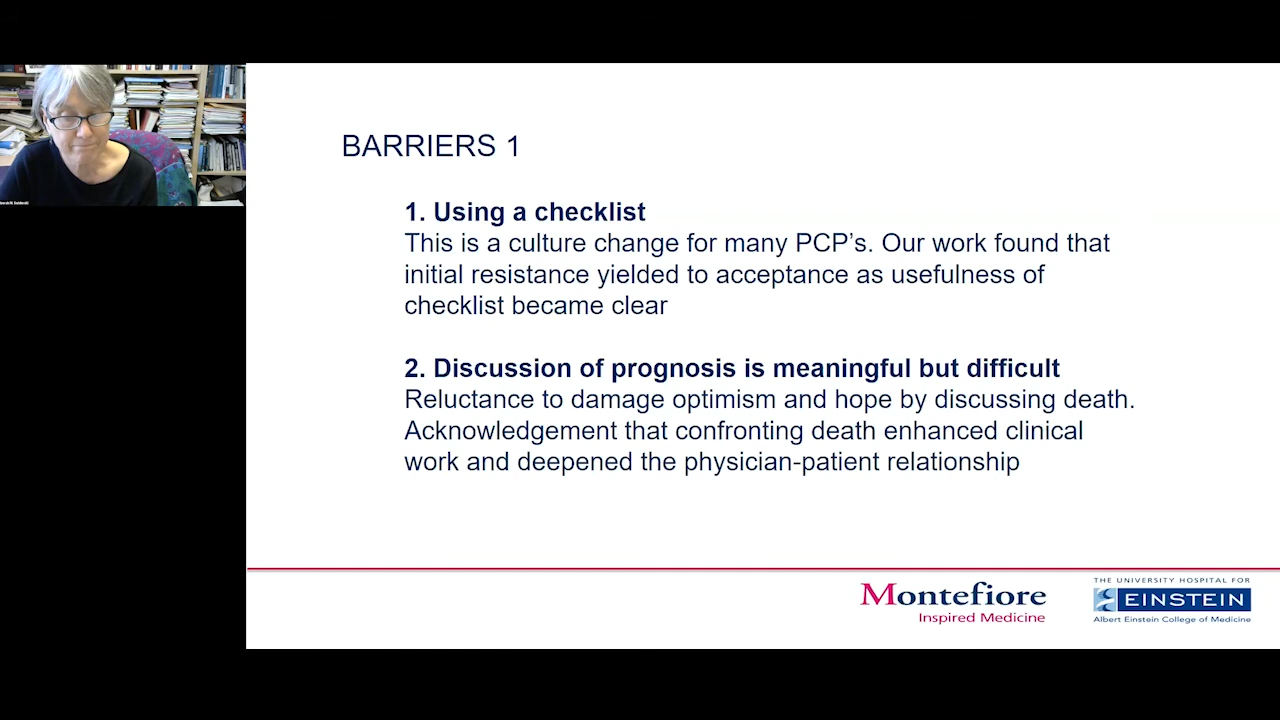 BARRIERS 1
1. Using a checklist
This is a culture change for many PCP’s. Our work found that
initial resistance yielded to acceptance as usefulness of
checklist became clear
2. Discussion of prognosis is meaningful but difficult
Reluctance to damage optimism and hope by discussing death.
Acknowledgement that confronting death enhanced clinical
work and deepened the physician-patient relationship
Montefiore
Inspired Medicine
THE UNIVERSITY HOSPITAL FOR
EINSTEIN
Albert Einstein College of Medicine